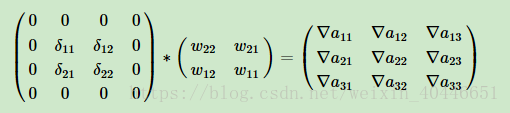 0 0 0 0
0 δ11 δ12 0
0 δ21 δ22 0
0 0 0 0
* ( w22 w21
w12 w11 ) =
∇a11 ∇a12 ∇a13
∇a21 ∇a22 ∇a23
∇a31 ∇a32 ∇a33
https://blog.csdn.net/weixin_40446651